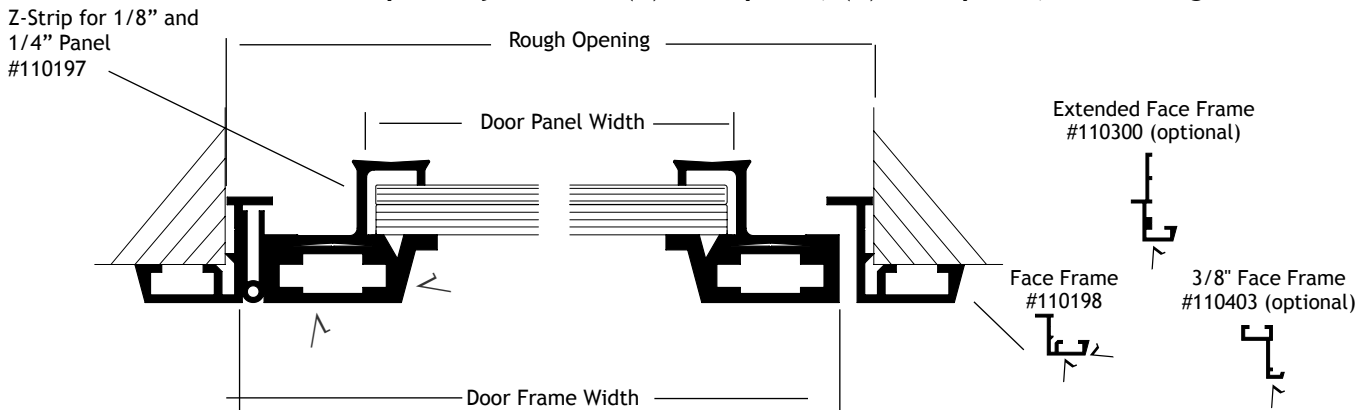 Z-Strip for 1/8” and
1/4” Panel
#110197
Rough Opening
Door Panel Width
Extended Face Frame
#110300 (optional)
Face Frame
#110198
3/8" Face Frame
#110403 (optional)
Door Frame Width